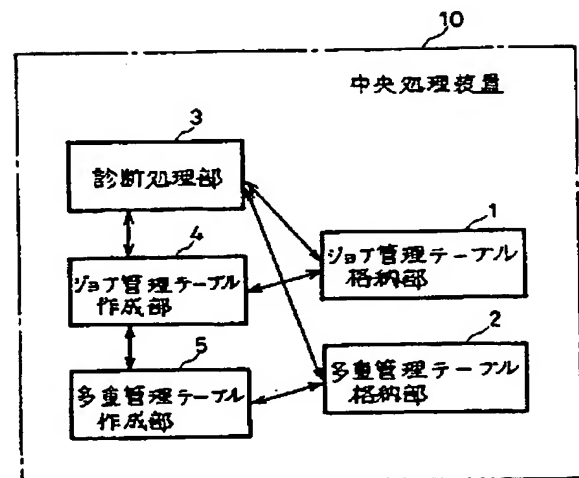 10
中央処理装置
3
診断処理部
4
ジョブ管理テーブル
作成部
5
多重管理テーブル
作成部
1
ジョブ管理テーブル
格納部
2
多重管理テーブル
格納部